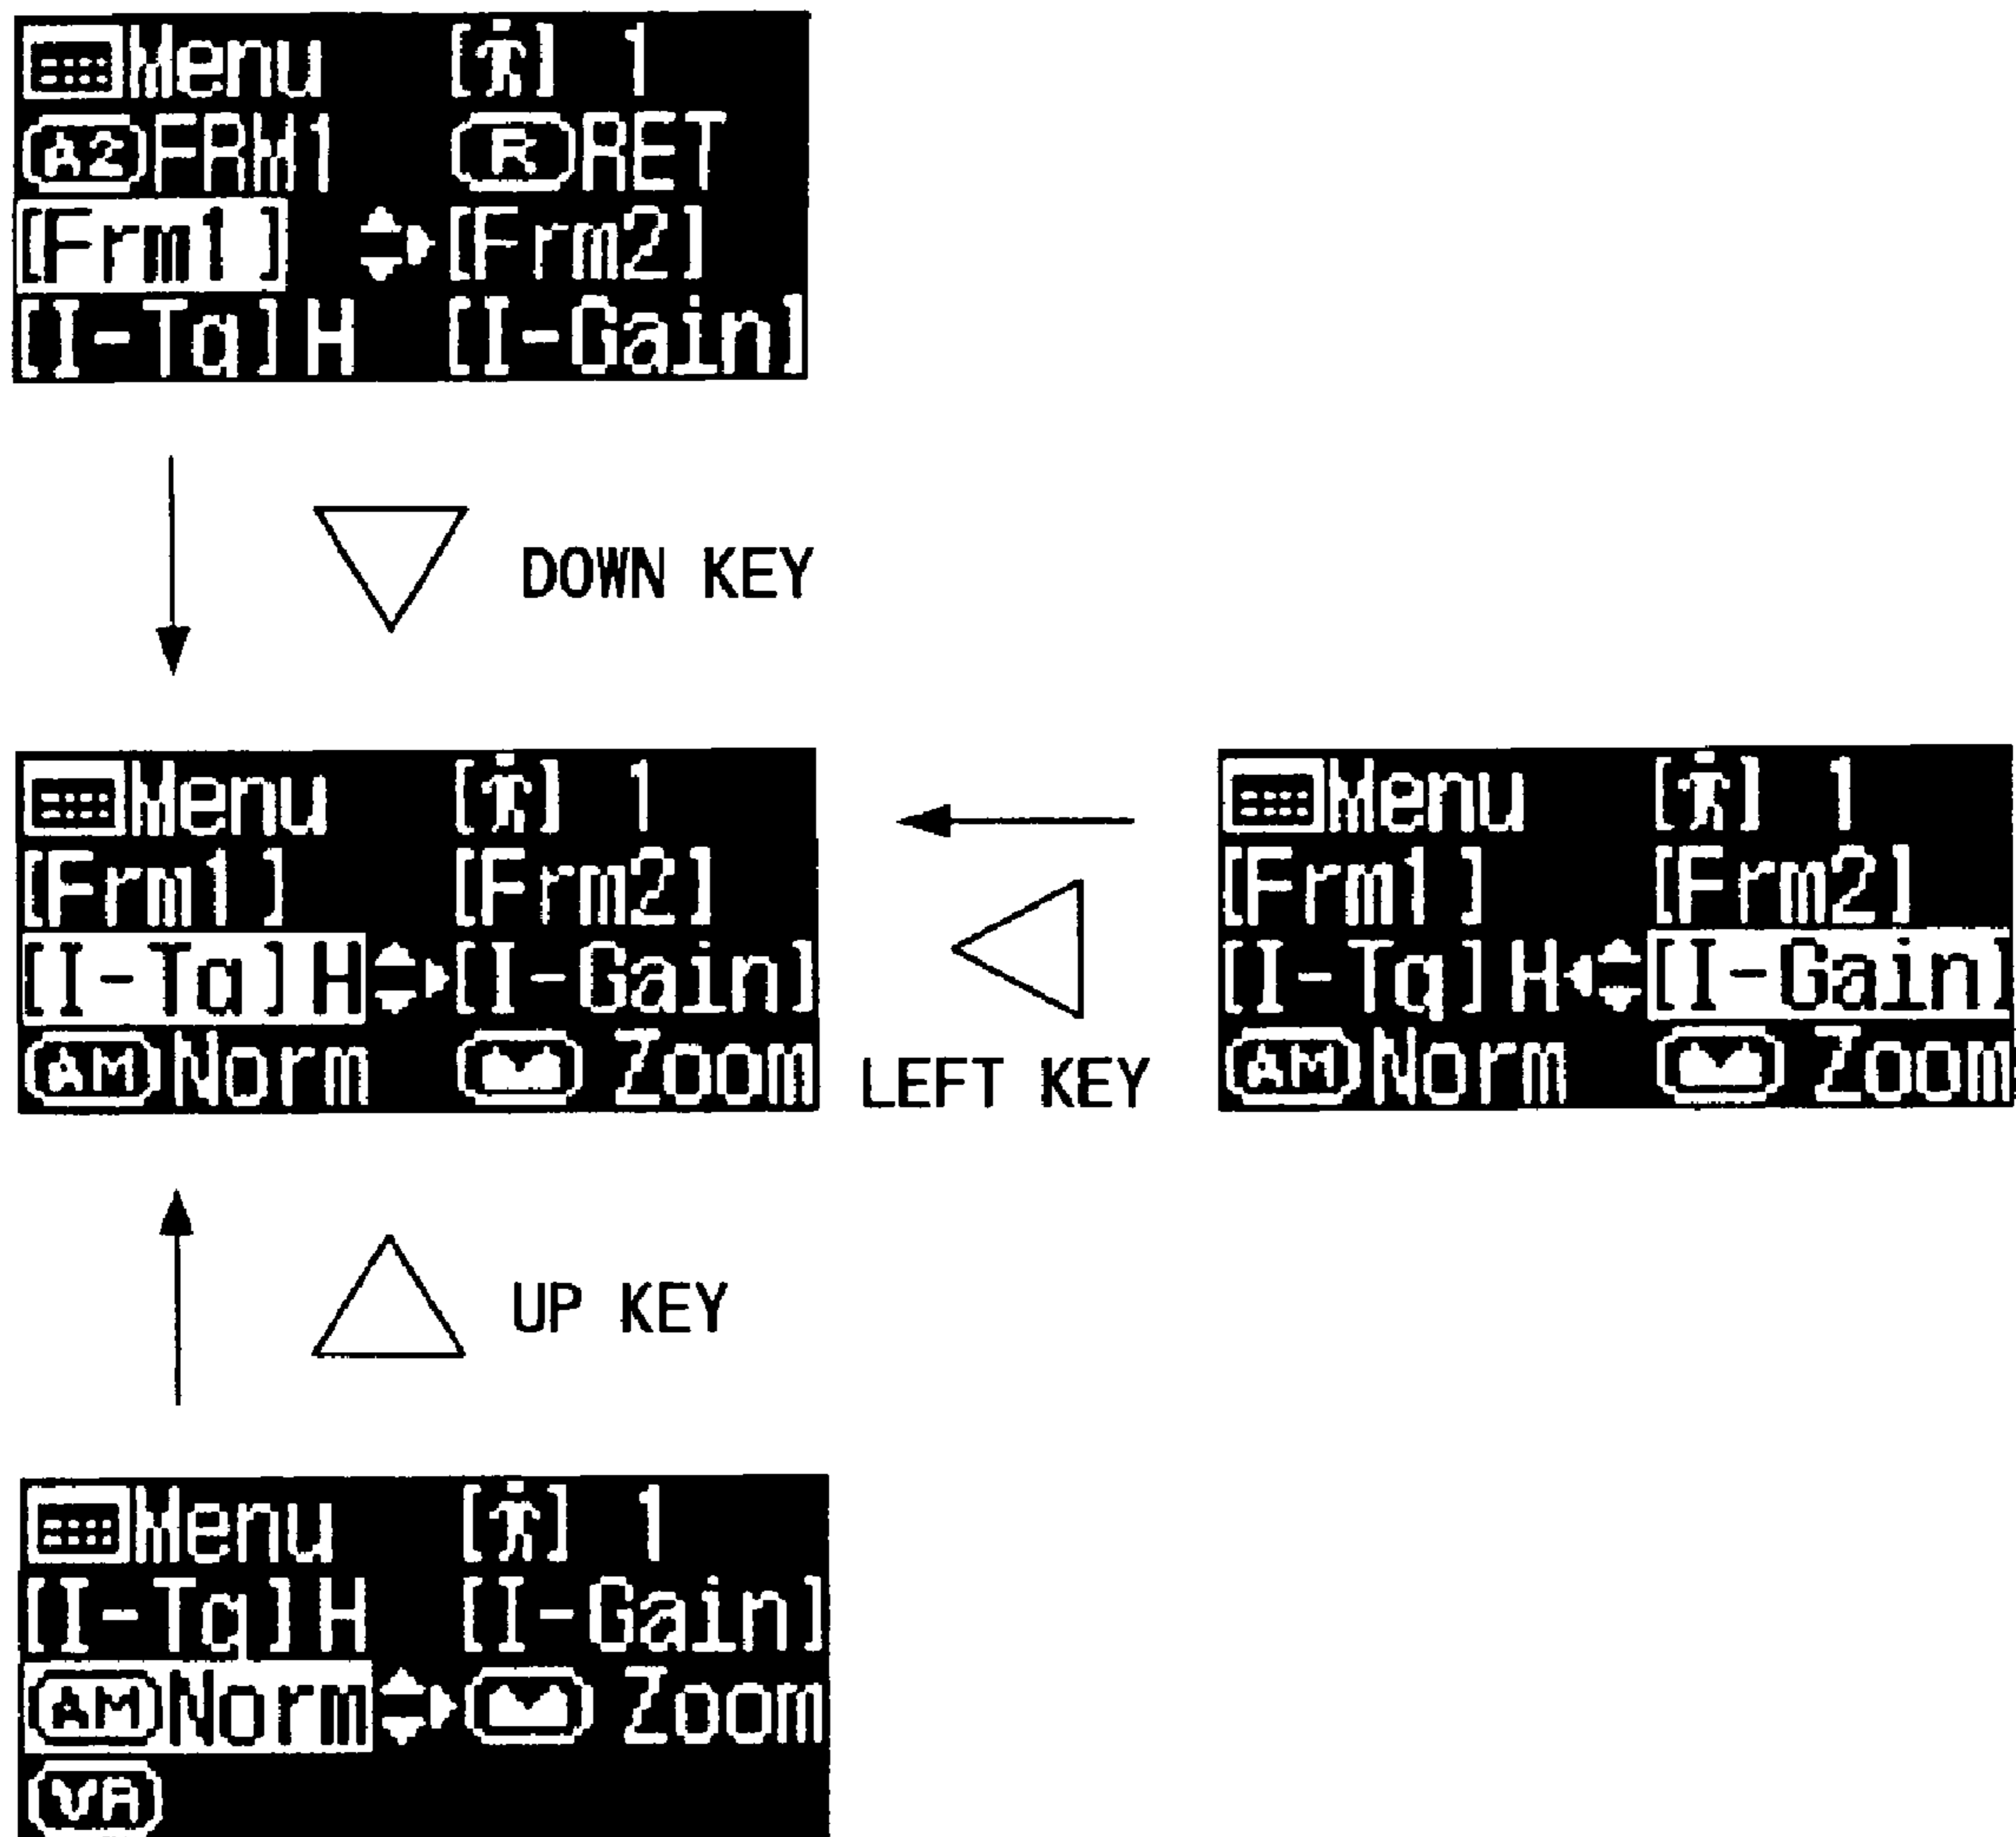 Menu [ ] 1
A2 FRM1 R RET
[Frm1 ] [Frm2]
[I-Tq]H [I-Gain]
DOWN KEY
Menu [ ] 1
[Frm1 ] [Frm2]
[I-Tq]H [I-Gain]
AM Norm Zoom
LEFT KEY
Menu [ ] 1
[Frm1 ] [Frm2]
[I-Tq]H [I-Gain]
AM Norm Zoom
UP KEY
Menu [ ] 1
[I-Tq]H [I-Gain]
AM Norm Zoom
VA